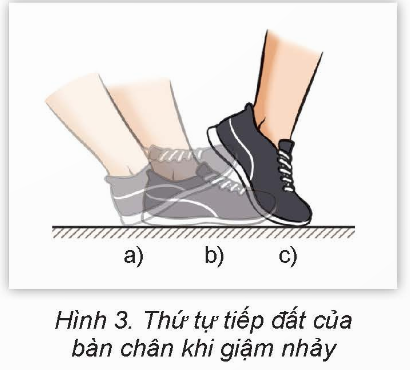 a) b) c)
Hình 3. Thứ tự tiếp đất của
bàn chân khi giậm nhảy